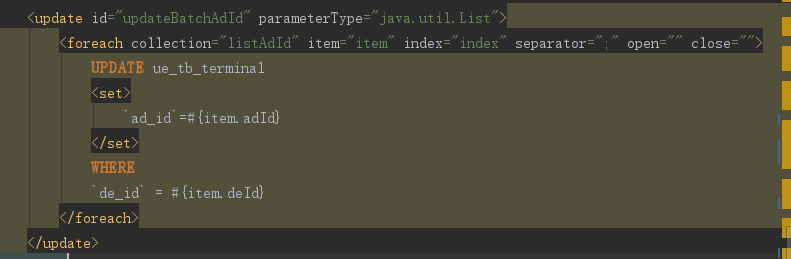 <update id="updateBatchAdId" parameterType="java.util.List">
<foreach collection="listAdId" item="item" index="index" separator=";" open="" close="">
UPDATE ue_tb_terminal
<set>
`ad_id`=#{item.adId}
</set>
WHERE
`de_id` = #{item.deId}
</foreach>
</update>